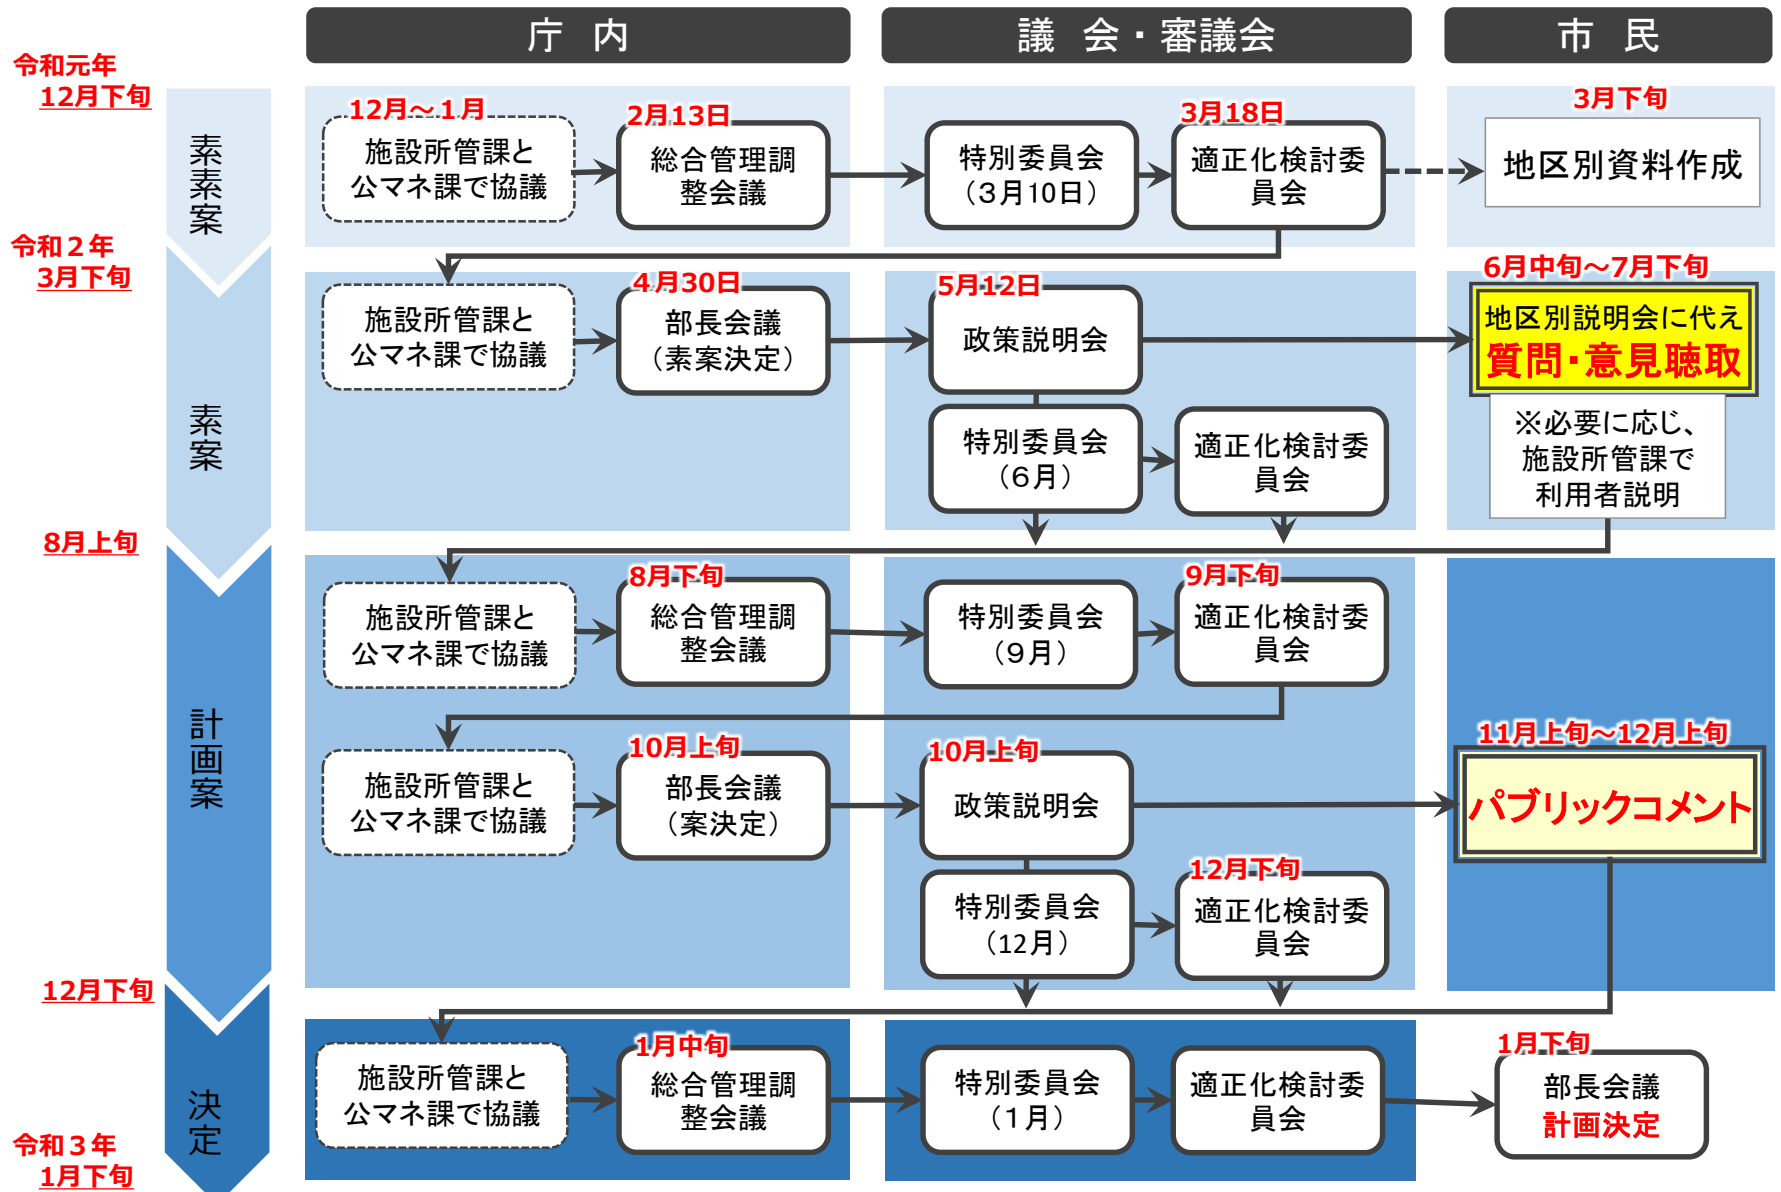 庁 内
議 会・審議会
市 民
令和元年
12月下旬
素素案
12月～１月
施設所管課と
公マネ課で協議
2月13日
総合管理調
整会議
特別委員会
（３月10日）
3月18日
適正化検討委
員会
3月下旬
地区別資料作成
令和２年
3月下旬
素案
施設所管課と
公マネ課で協議
４月30日
部長会議
（素案決定）
5月12日
政策説明会
6月中旬～7月下旬
地区別説明会に代え
質問・意見聴取
※必要に応じ、
施設所管課で
利用者説明
特別委員会
（６月）
適正化検討委
員会
8月上旬
計画案
施設所管課と
公マネ課で協議
8月下旬
総合管理調
整会議
特別委員会
（９月）
9月下旬
適正化検討委
員会
施設所管課と
公マネ課で協議
10月上旬
部長会議
（案決定）
10月上旬
政策説明会
11月上旬～12月上旬
パブリックコメント
特別委員会
（12月）
12月下旬
適正化検討委
員会
12月下旬
決定
施設所管課と
公マネ課で協議
1月中旬
総合管理調
整会議
特別委員会
（１月）
適正化検討委
員会
1月下旬
部長会議
計画決定
令和３年
1月下旬